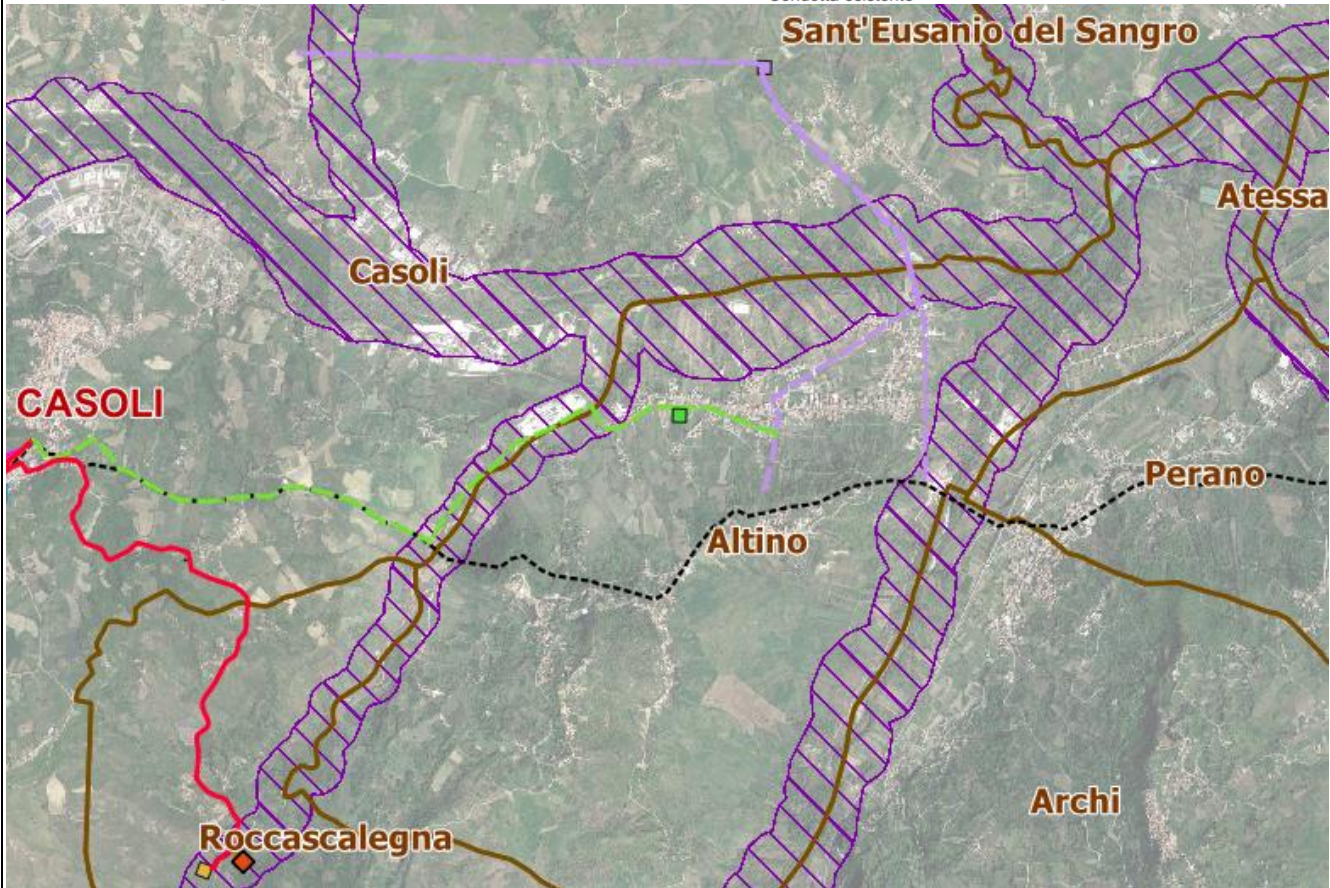 Sant'Eusanio del Sangro
Atessa
Casoli
CASOLI
Perano
Altino
Archi
Roccascalegna